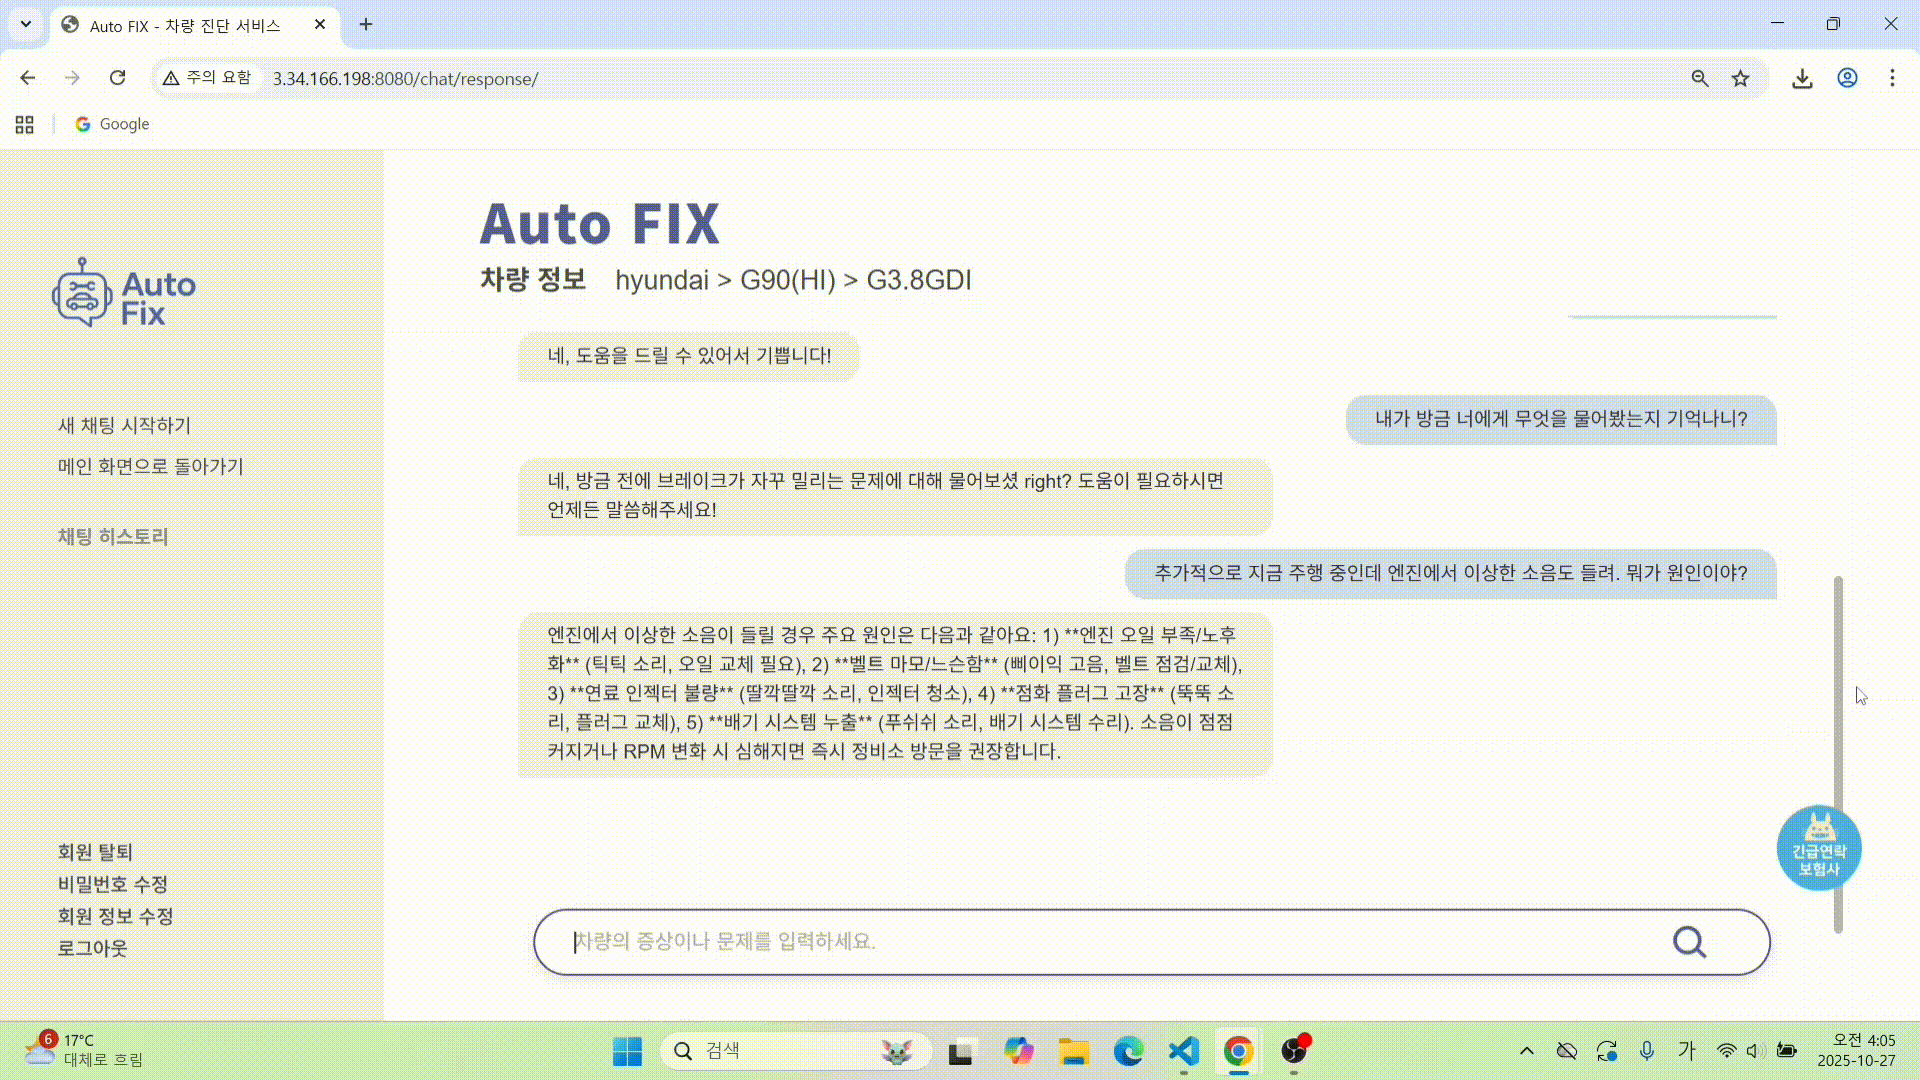 Auto FIX - 차량 진단 서비스
주의 요함
3.34.166.198:8080/chat/response/
Google
Auto
Fix
새 채팅 시작하기
메인 화면으로 돌아가기
채팅 히스토리
회원 탈퇴
비밀번호 수정
회원 정보 수정
로그아웃
Auto FIX
차량 정보 hyundai > G90(HI) > G3.8GDI
네, 도움을 드릴 수 있어서 기쁩니다!
내가 방금 너에게 무엇을 물어봤는지 기억나니?
네, 방금 전에 브레이크가 자꾸 밀리는 문제에 대해 물어보셨 right? 도움이 필요하시면
언제든 말씀해주세요!
추가적으로 지금 주행 중인데 엔진에서 이상한 소음도 들려. 뭐가 원인이야?
엔진에서 이상한 소음이 들릴 경우 주요 원인은 다음과 같아요: 1) **엔진 오일 부족/노후
화** (틱틱 소리, 오일 교체 필요), 2) **벨트 마모/느슨함** (삐이익 고음, 벨트 점검/교체),
3) **연료 인젝터 불량** (딸깍딸깍 소리, 인젝터 청소), 4) **점화 플러그 고장** (뚝뚝 소
리, 플러그 교체), 5) **배기 시스템 누출** (푸쉬쉬 소리, 배기 시스템 수리). 소음이 점점
커지거나 RPM 변화 시 심해지면 즉시 정비소 방문을 권장합니다.
긴급연락
보험사
차량의 증상이나 문제를 입력하세요.
6
17°C
대체로 흐림
검색
가
오전 4:05
2025-10-27